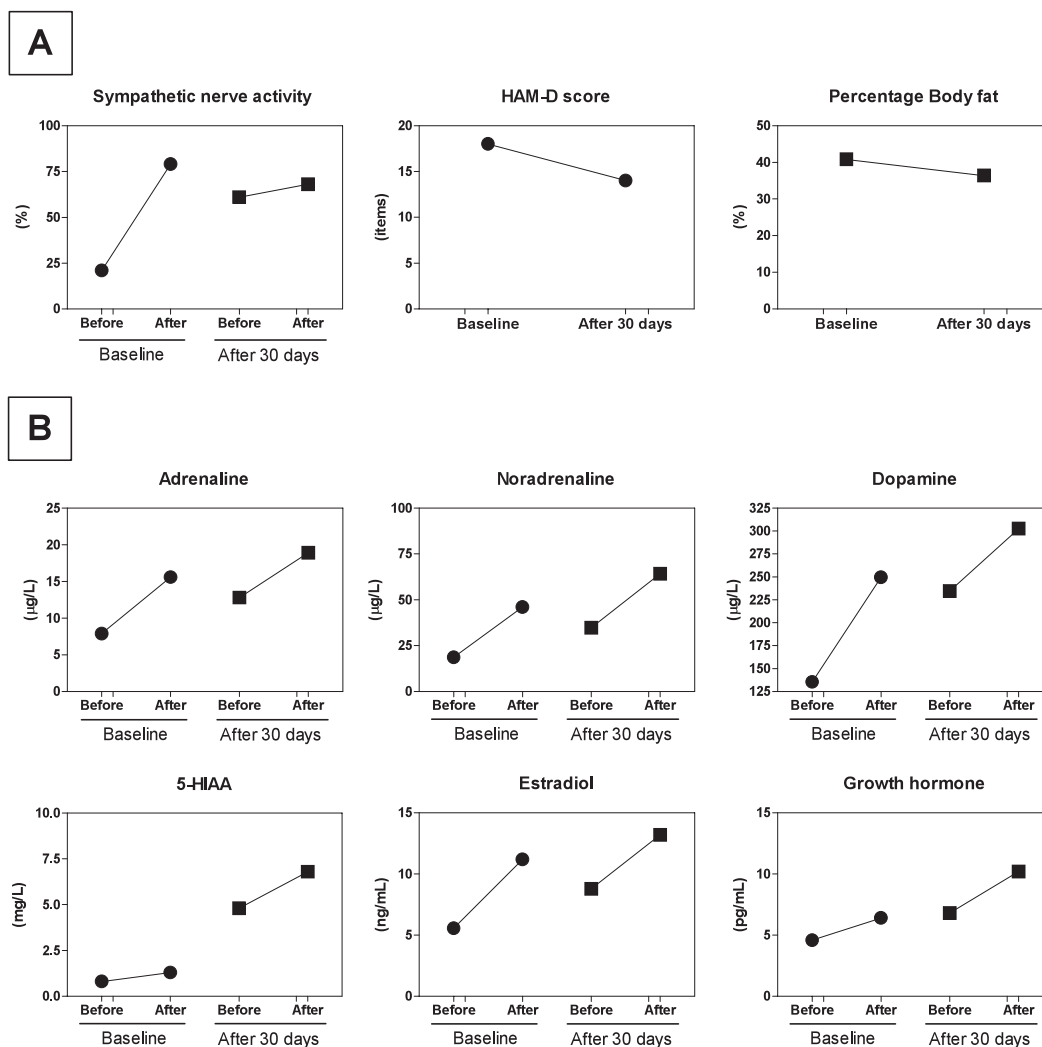 A
Sympathetic nerve activity
100
75
50
25
0
(%)
Before After Before After
Baseline After 30 days
HAM-D score
20
15
10
5
0
(items)
Baseline After 30 days
Percentage Body fat
50
40
30
20
10
0
(%)
Baseline After 30 days
B
Adrenaline
25
20
15
10
5
0
(µg/L)
Before After Before After
Baseline After 30 days
Noradrenaline
100
75
50
25
0
(µg/L)
Before After Before After
Baseline After 30 days
Dopamine
325
300
275
250
225
200
175
150
125
(µg/L)
Before After Before After
Baseline After 30 days
5-HIAA
10.0
7.5
5.0
2.5
0.0
(mg/L)
Before After Before After
Baseline After 30 days
Estradiol
15
10
5
0
(ng/mL)
Before After Before After
Baseline After 30 days
Growth hormone
15
10
5
0
(pg/mL)
Before After Before After
Baseline After 30 days